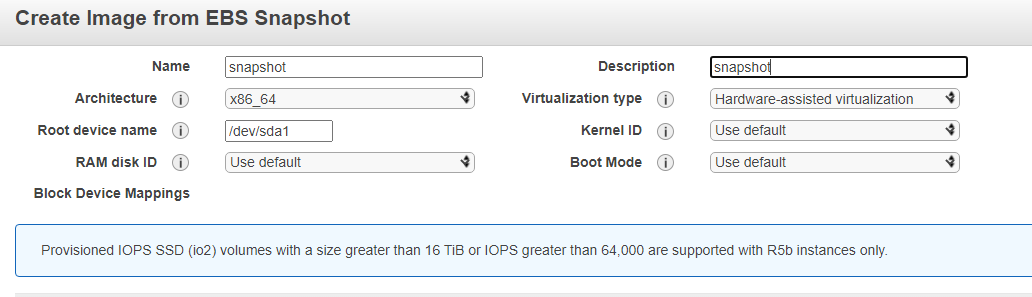 Create Image from EBS Snapshot
Name snapshot Description snapshot
Architecture i x86_64 Virtualization type i Hardware-assisted virtualization
Root device name i /dev/sda1 Kernel ID i Use default
RAM disk ID i Use default Boot Mode i Use default
Block Device Mappings
Provisioned IOPS SSD (io2) volumes with a size greater than 16 TiB or IOPS greater than 64,000 are supported with R5b instances only.